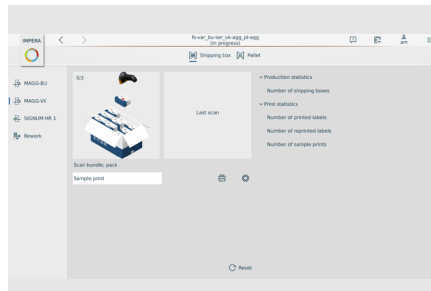 IMPERA
fx-var_bu-ser_vk-agg_pl-egg
(In progress)
am
Shipping box
Pallet
MAGG-BU
MAGG-VK
SIGNUM HR 1
Rework
0/3
Last scan
Production statistics
Number of shipping boxes
Print statistics
Number of printed labels
Number of reprinted labels
Number of sample prints
Scan bundle, pack
Sample print
Reset